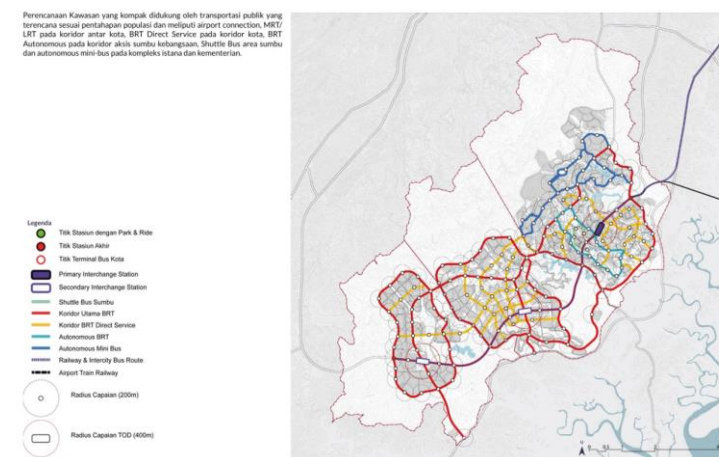 Perencanaan Kawasan yang kompak didukung oleh transportasi publik yang
terencana sesuai pentahapan populasi dan meliputi airport connection, MRT/
LRT pada koridor antar kota, BRT Direct Service pada koridor kota, BRT
Autonomous pada koridor aksis sumbu kebangsaan, Shuttle Bus area sumbu
dan autonomous mini-bus pada kompleks istana dan kementerian.
Legenda
Titik Stasiun dengan Park & Ride
Titik Stasiun Akhir
Titik Terminal Bus Kota
Primary Interchange Station
Secondary Interchange Station
Shuttle Bus Sumbu
Koridor Utama BRT
Koridor BRT Direct Service
Autonomous BRT
Autonomous Mini Bus
Railway & Intercity Bus Route
Airport Train Railway
Radius Capaian (200m)
Radius Capaian TOD (400m)